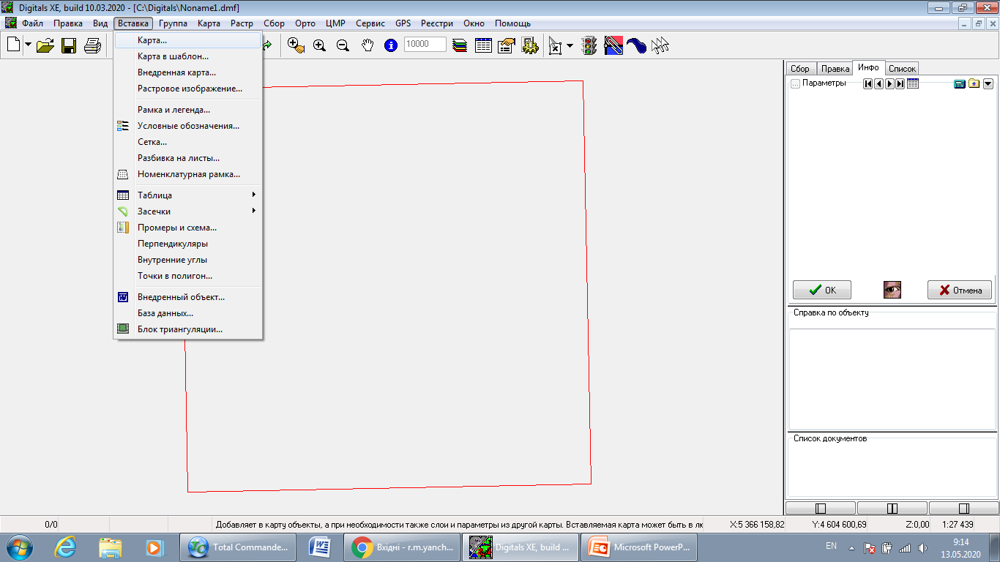 Digitals XE, build 10.03.2020 - [C:\Digitals\Noname1.dmf]
Файл Правка Вид Вставка Группа Карта Растр Сбор Орто ЦМР Сервис GPS Реестри Окно Помощь
10000
Карта...
Карта в шаблон...
Внедренная карта...
Растровое изображение...
Рамка и легенда...
Условные обозначения...
Сетка...
Разбивка на листы...
Номенклатурная рамка...
Таблица
Засечки
Промеры и схема...
Перпендикуляры
Внутренние углы
Точки в полигон...
Внедренный объект...
База данных...
Блок триангуляции...
Сбор Правка Инфо Список
Параметры
OK Отмена
Справка по объекту
Список документов
0/0 Добавляет в карту объекты, а при необходимости также слои и параметры из другой карты. Вставляемая карта может быть в лю X:5 366 158,82 Y:4 604 600,69 Z:0,00 1:27 439
Total Commande... Вхідні - r.m.yanch... Digitals XE, build ... Microsoft PowerP... EN 9:14
13.05.2020